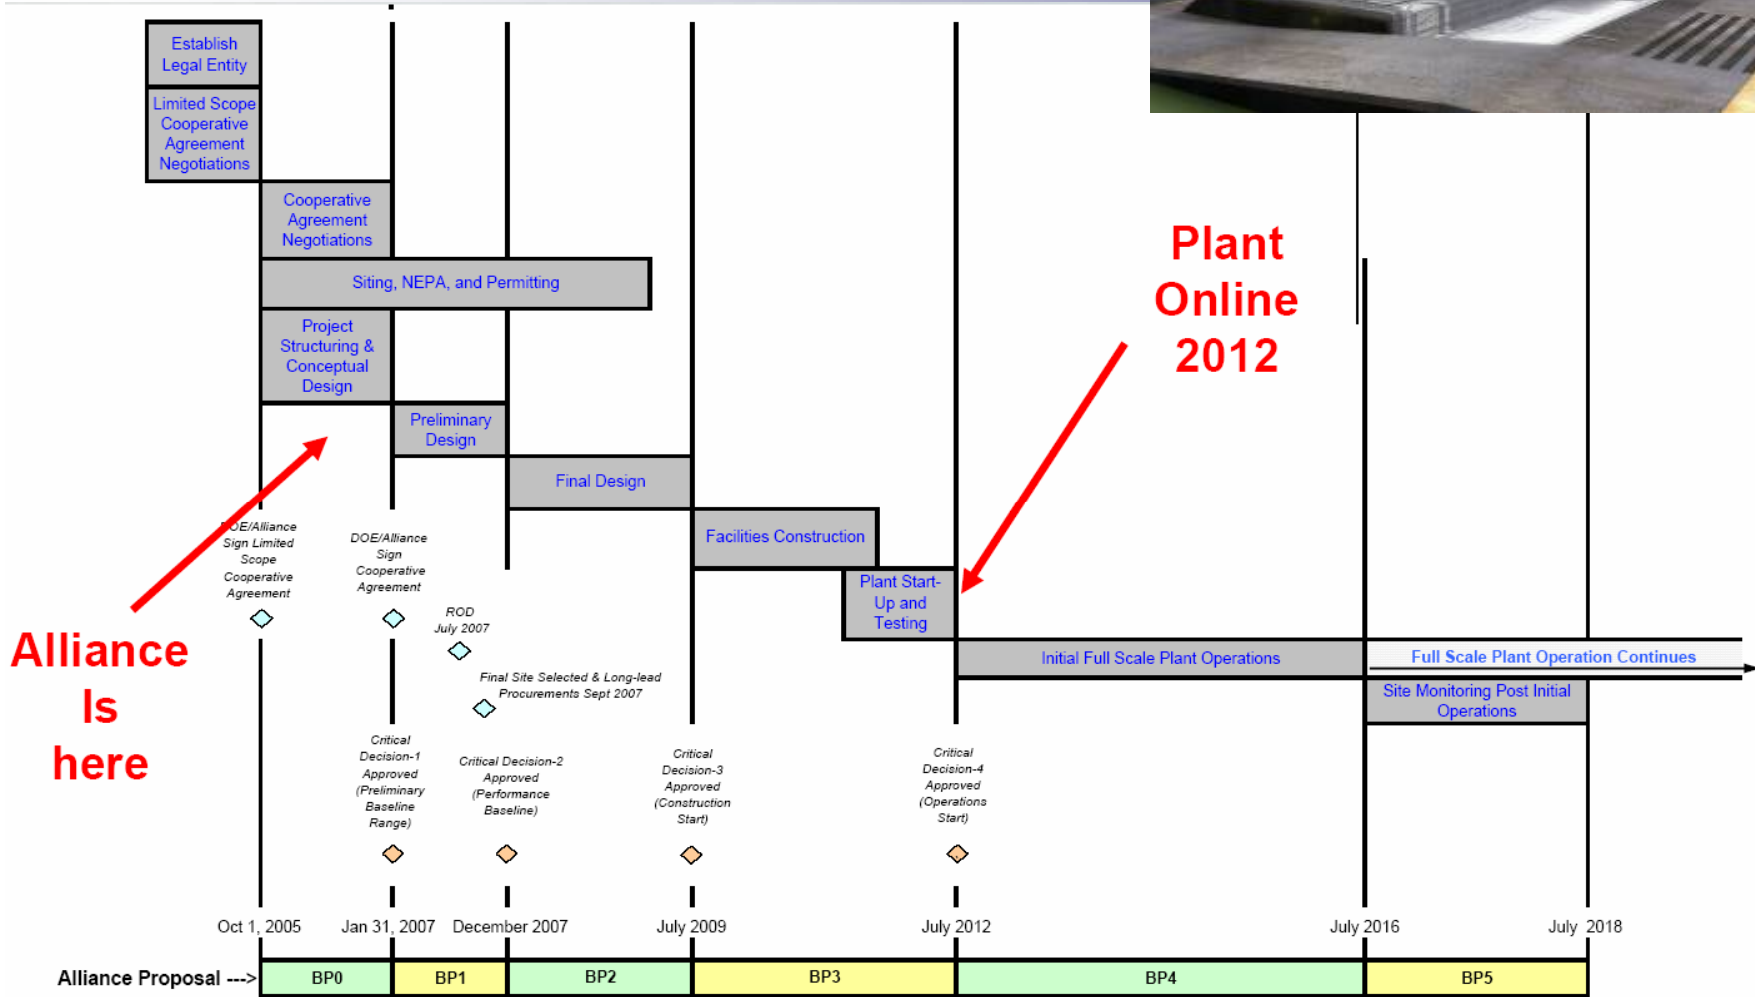 Establish
Legal Entity
Limited Scope
Cooperative
Agreement
Negotiations
Cooperative
Agreement
Negotiations
Siting, NEPA, and Permitting
Project
Structuring &
Conceptual
Design
Preliminary
Design
Final Design
Facilities Construction
Plant Start-
Up and
Testing
Initial Full Scale Plant Operations
Full Scale Plant Operation Continues
Site Monitoring Post Initial
Operations
Plant
Online
2012
Alliance
Is
here
DOE/Alliance
Sign Limited
Scope
Cooperative
Agreement
DOE/Alliance
Sign
Cooperative
Agreement
ROD
July 2007
Final Site Selected & Long-lead
Procurements Sept 2007
Critical
Decision-1
Approved
(Preliminary
Baseline
Range)
Critical Decision-2
Approved
(Performance
Baseline)
Critical
Decision-3
Approved
(Construction
Start)
Critical
Decision-4
Approved
(Operations
Start)
Oct 1, 2005
Jan 31, 2007
December 2007
July 2009
July 2012
July 2016
July 2018
Alliance Proposal --->
BP0
BP1
BP2
BP3
BP4
BP5